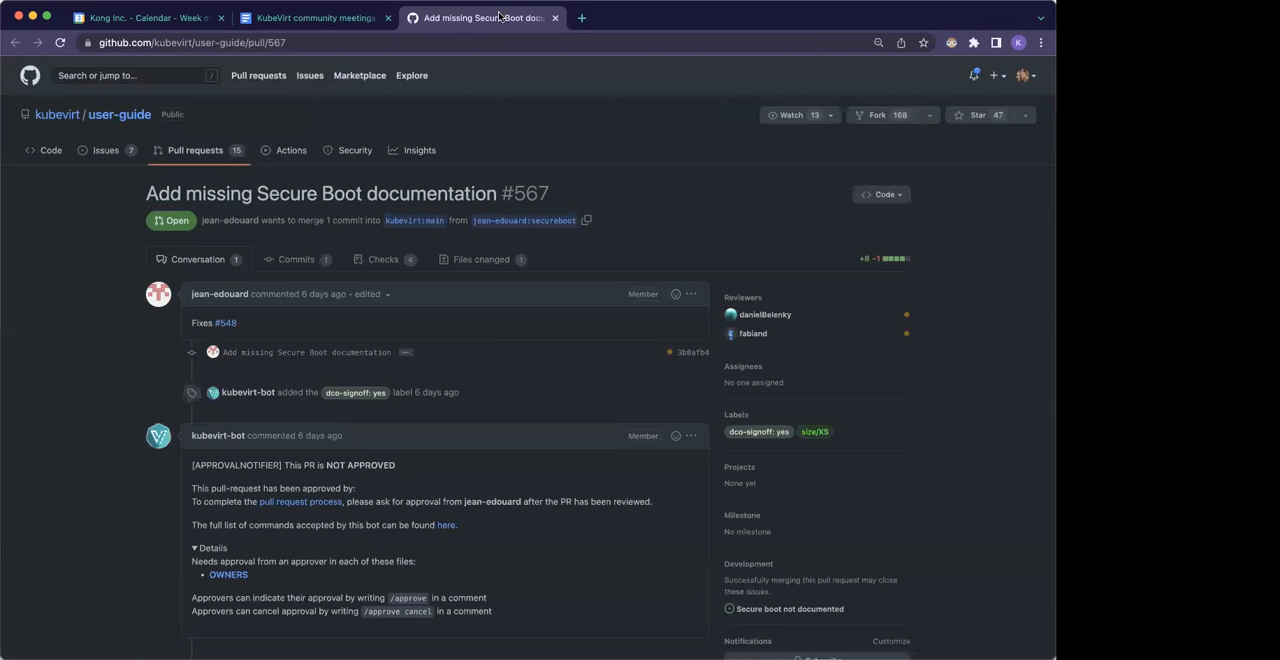 Kong Inc. - Calendar - Week o
KubeVirt community meetings
Add missing Secure Boot docu
github.com/kubevirt/user-guide/pull/567
K
Search or jump to...
/
Pull requests
Issues
Marketplace
Explore
kubevirt / user-guide
Public
Watch 13
Fork 168
Star 47
Code
Issues 7
Pull requests 15
Actions
Security
Insights
Add missing Secure Boot documentation #567
Code
Open
jean-edouard wants to merge 1 commit into kubevirt:main from jean-edouard:secureboot
Conversation 1
Commits 1
Checks 4
Files changed 1
+8 −1
jean-edouard commented 6 days ago • edited
Member
Fixes #548
Add missing Secure Boot documentation
3b8afb4
kubevirt-bot added the dco-signoff: yes label 6 days ago
kubevirt-bot commented 6 days ago
Member
[APPROVALNOTIFIER] This PR is NOT APPROVED
This pull-request has been approved by:
To complete the pull request process, please ask for approval from jean-edouard after the PR has been reviewed.
The full list of commands accepted by this bot can be found here.
Details
Needs approval from an approver in each of these files:
• OWNERS
Approvers can indicate their approval by writing /approve in a comment
Approvers can cancel approval by writing /approve cancel in a comment
Reviewers
danielBelenky
fabiand
Assignees
No one assigned
Labels
dco-signoff: yes
size/XS
Projects
None yet
Milestone
No milestone
Development
Successfully merging this pull request may close
these issues.
Secure boot not documented
Notifications
Customize